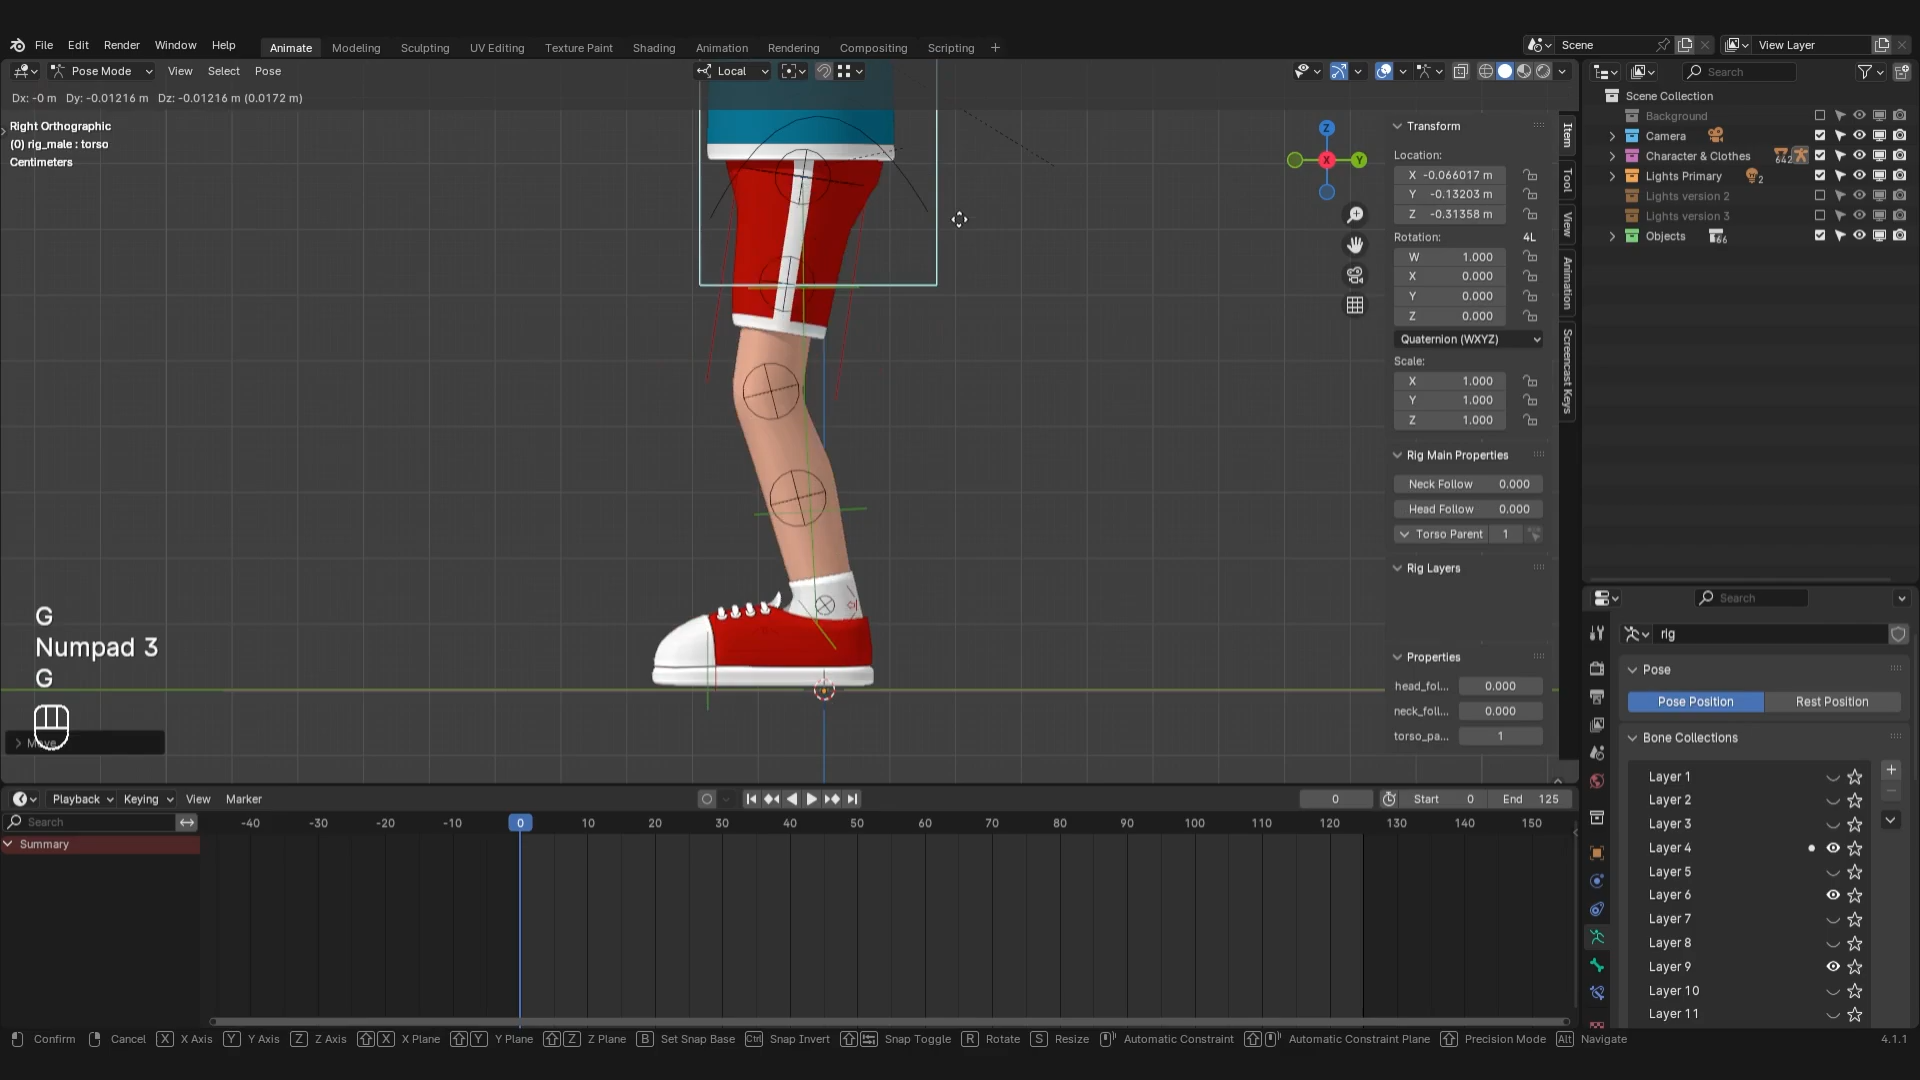 File Edit Render Window Help Animate Modeling Sculpting UV Editing Texture Paint Shading Animation Rendering Compositing Scripting + Scene View Layer
Pose Mode View Select Pose Local Search
Dx: -0 m Dy: -0.01216 m Dz: -0.01216 m (0.0172 m)
Right Orthographic
(0) rig_male : torso
Centimeters
Z
X
Y
Transform
Location:
X -0.066017 m
Y -0.13203 m
Z -0.31358 m
Rotation: 4L
W 1.000
X 0.000
Y 0.000
Z 0.000
Quaternion (WXYZ)
Scale:
X 1.000
Y 1.000
Z 1.000
Rig Main Properties
Neck Follow 0.000
Head Follow 0.000
Torso Parent 1
Rig Layers
Properties
head_fol... 0.000
neck_foll... 0.000
torso_pa... 1
Item
Tool
View
Animation
Screencast Keys
Scene Collection
Background
Camera
Character & Clothes 642
Lights Primary 2
Lights version 2
Lights version 3
Objects 66
G
Numpad 3
G
Search
rig
Pose
Pose Position Rest Position
Bone Collections
Layer 1
Layer 2
Layer 3
Layer 4
Layer 5
Layer 6
Layer 7
Layer 8
Layer 9
Layer 10
Layer 11
Playback Keying View Marker 0 Start 0 End 125
Search -40 -30 -20 -10 0 10 20 30 40 50 60 70 80 90 100 110 120 130 140 150
Summary
Confirm Cancel X X Axis Y Y Axis Z Z Axis X X Plane Y Y Plane Z Z Plane B Set Snap Base Ctrl Snap Invert Snap Toggle R Rotate S Resize Automatic Constraint Automatic Constraint Plane Precision Mode Alt Navigate 4.1.1